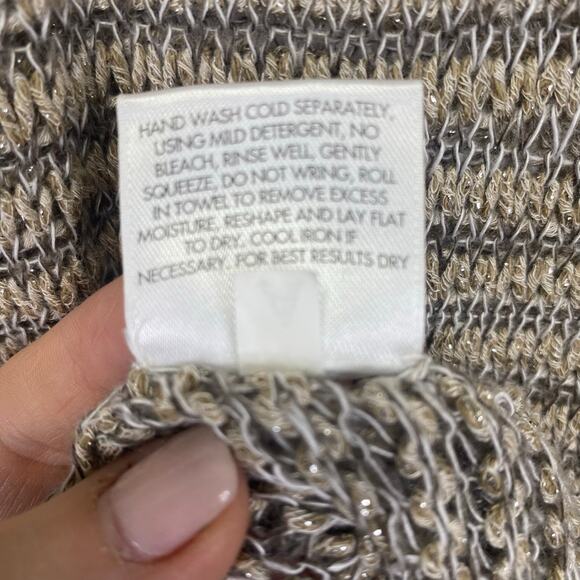 HAND WASH COLD SEPARATELY,
USING MILD DETERGENT, NO
BLEACH, RINSE WELL, GENTLY
SQUEEZE, DO NOT WRING, ROLL
IN TOWEL TO REMOVE EXCESS
MOISTURE, RESHAPE AND LAY FLAT
TO DRY, COOL IRON IF
NECESSARY, FOR BEST RESULTS DRY